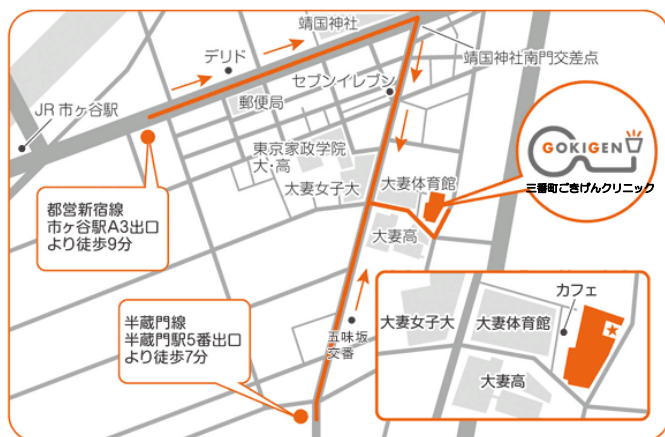 靖国神社
デリド
靖国神社南門交差点
セブンイレブン
JR 市ヶ谷駅
郵便局
GOKIGEN
三番町ごきげんクリニック
東京家政学院
大・高
大妻女子大
大妻体育館
都営新宿線
市ヶ谷駅A3出口
より徒歩9分
大妻高
カフェ
大妻女子大
大妻体育館
半蔵門線
半蔵門駅5番出口
より徒歩7分
五味坂
交番
大妻高